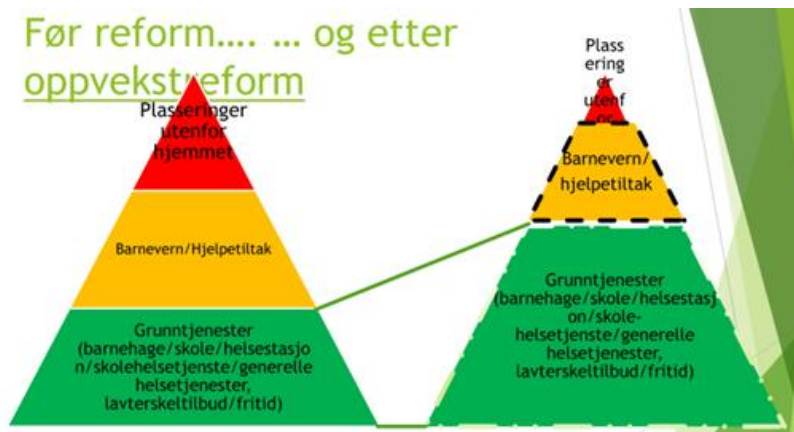 Før reform.... ... og etter
oppvekstreform
Plasseringer
utenfor
hjemmet
Barnevern/Hjelpetiltak
Grunntjenester
(barnehage/skole/helsestasjo
n/skolehelsetjenste/generelle
helsetjenester,
lavterskeltilbud/fritid)
Plass
ering
er
utenf
or
Barnevern/
hjelpetiltak
Grunntjenester
(barnehage/skole/helsestasj
on/skole-
helsetjenste/generelle
helsetjenester,
lavterskeltilbud/fritid)